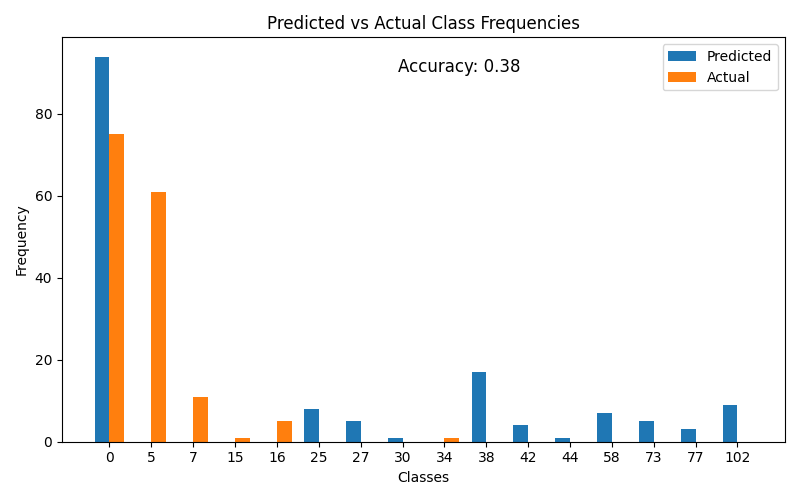 Predicted vs Actual Class Frequencies
Accuracy: 0.38
Predicted
Actual
Frequency
80
60
40
20
0
0 5 7 15 16 25 27 30 34 38 42 44 58 73 77 102
Classes